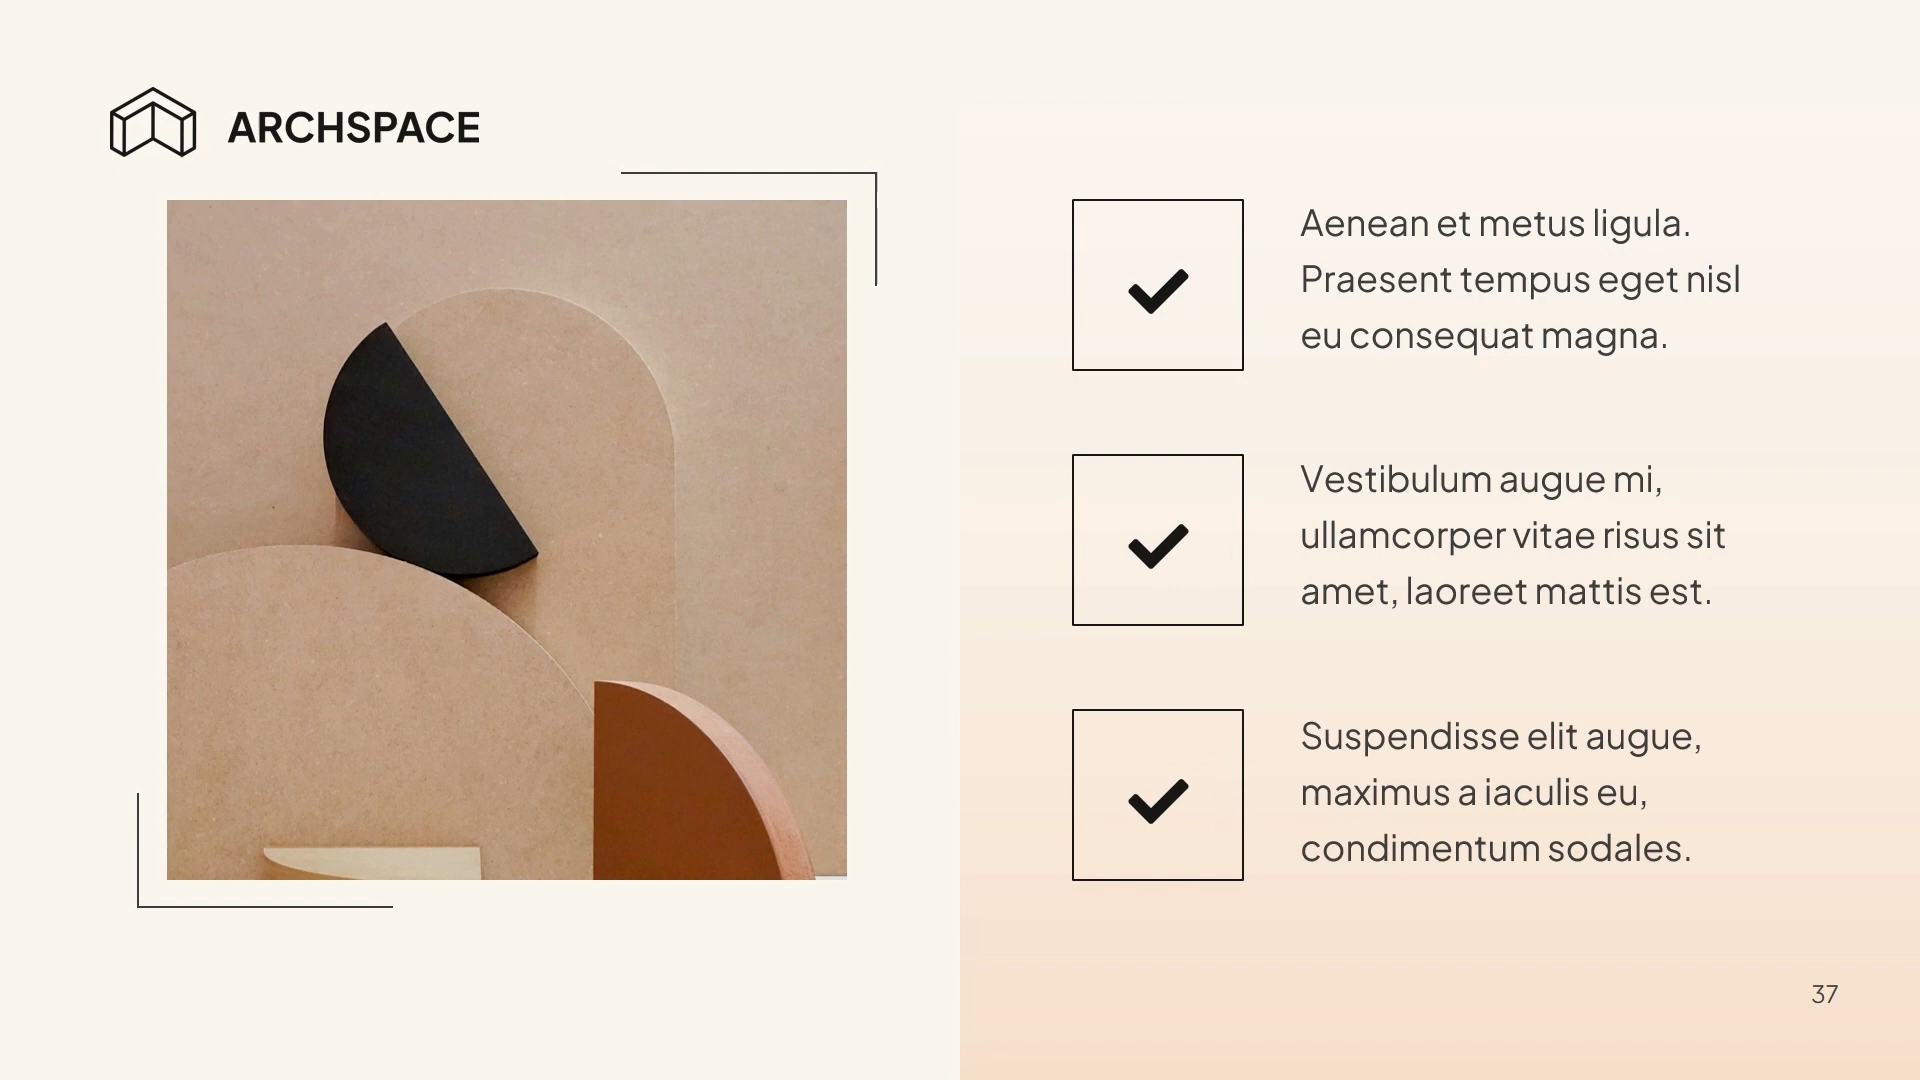 ARCHSPACE
Aenean et metus ligula.
Praesent tempus eget nisl
eu consequat magna.
Vestibulum augue mi,
ullamcorper vitae risus sit
amet, laoreet mattis est.
Suspendisse elit augue,
maximus a iaculis eu,
condimentum sodales.
37